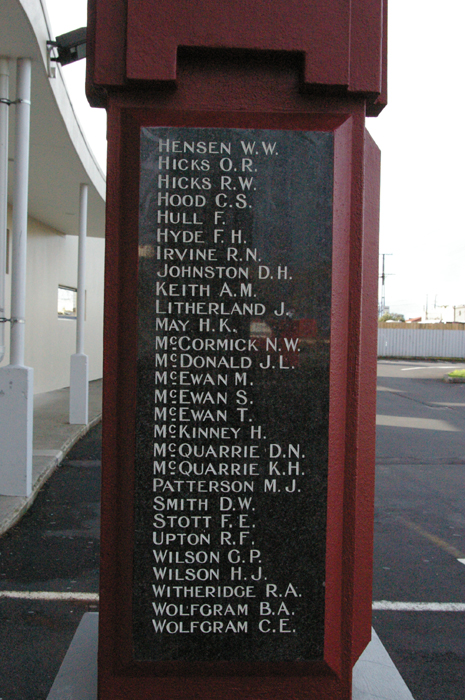 HENSEN W.W.
HICKS O.R.
HICKS R.W.
HOOD C.S.
HULL F.
HYDE F.H.
IRVINE R.N.
JOHNSTON D.H.
KEITH A.M.
LITHERLAND J.
MAY H.K.
McCORMICK N.W.
McDONALD J.L.
McEWAN M.
McEWAN S.
McEWAN T.
McKINNEY H.
McQUARRIE D.N.
McQUARRIE K.H.
PATTERSON M.J.
SMITH D.W.
STOTT F.E.
UPTON R.F.
WILSON G.P.
WILSON H.J.
WITHERIDGE R.A.
WOLFGRAM B.A.
WOLFGRAM C.E.